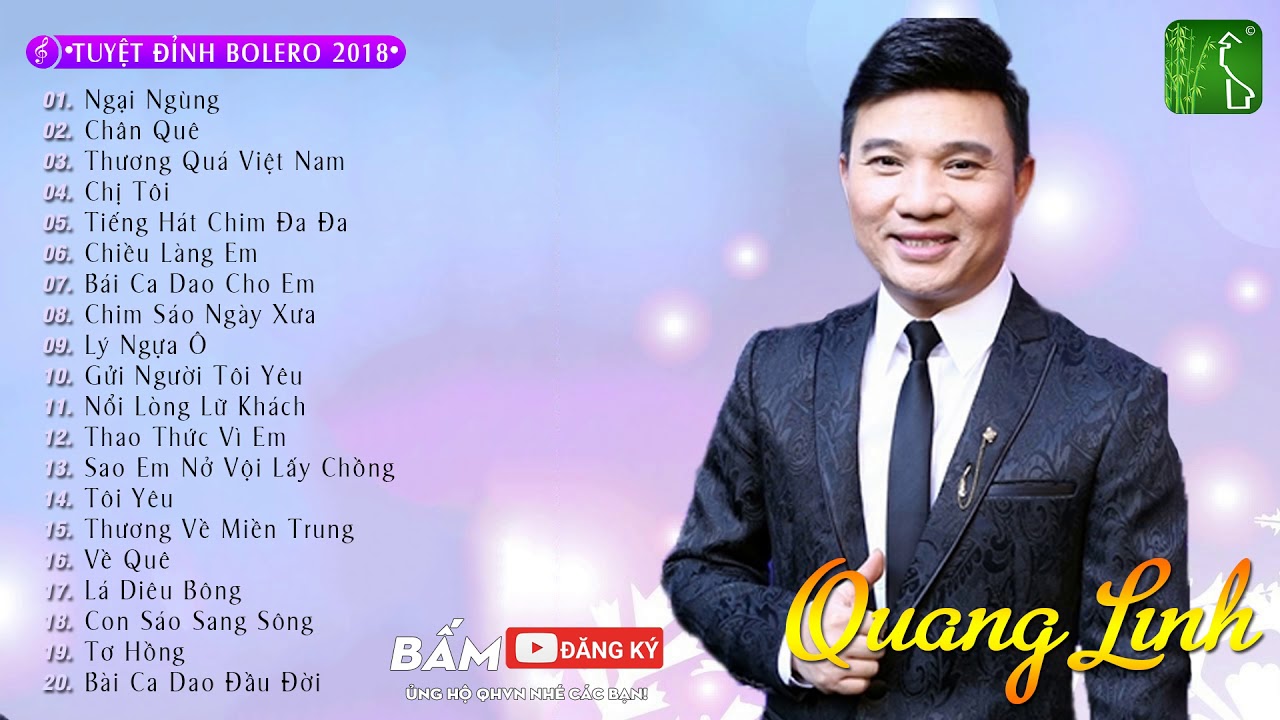 •TUYỆT ĐỈNH BOLERO 2018•
01. Ngại Ngùng
02. Chân Quê
03. Thương Quá Việt Nam
04. Chị Tôi
05. Tiếng Hát Chim Đa Đa
06. Chiều Làng Em
07. Bái Ca Dao Cho Em
08. Chim Sáo Ngày Xưa
09. Lý Ngựa Ô
10. Gửi Người Tôi Yêu
11. Nổi Lòng Lữ Khách
12. Thao Thức Vì Em
13. Sao Em Nở Vội Lấy Chồng
14. Tôi Yêu
15. Thương Về Miền Trung
16. Về Quê
17. Lá Diêu Bông
18. Con Sáo Sang Sông
19. Tơ Hồng
20. Bài Ca Dao Đầu Đời
BẤM ĐĂNG KÝ
ỦNG HỘ QHVN NHÉ CÁC BẠN!
Quang Linh
©